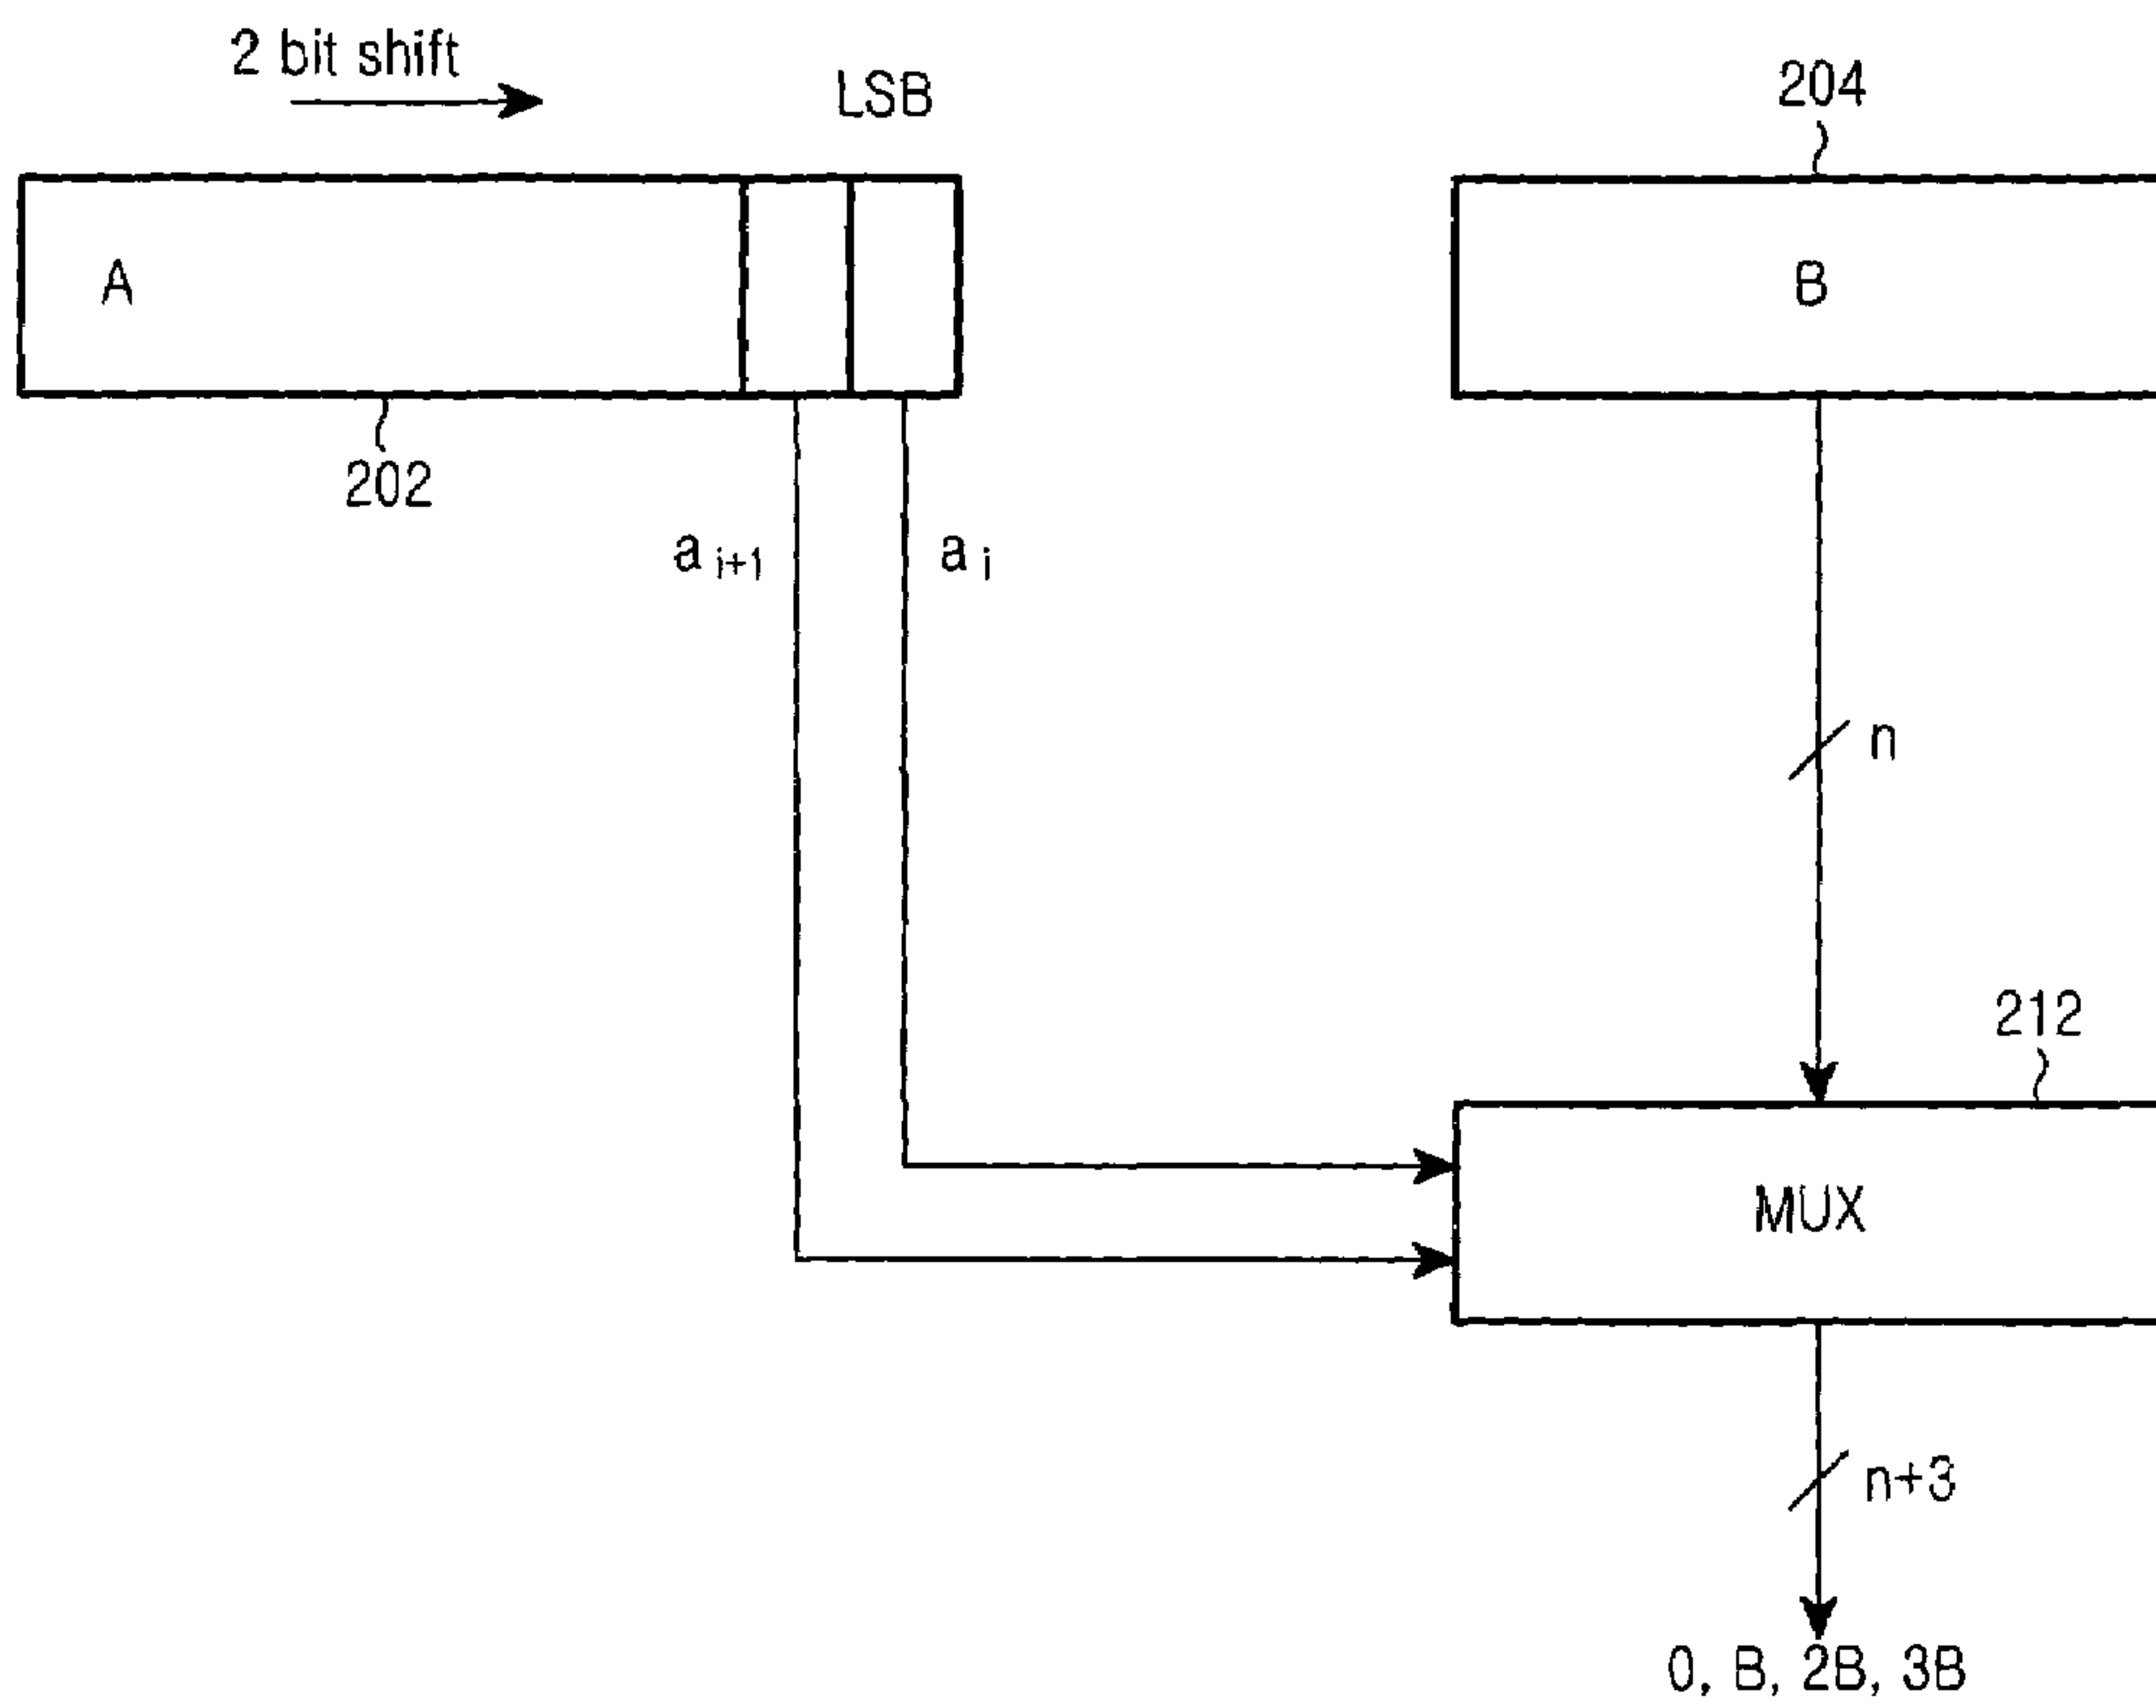 2 bit shift
LSB
204
A
B
202
a i+1
a i
n
212
MUX
n+3
0, B, 2B, 3B